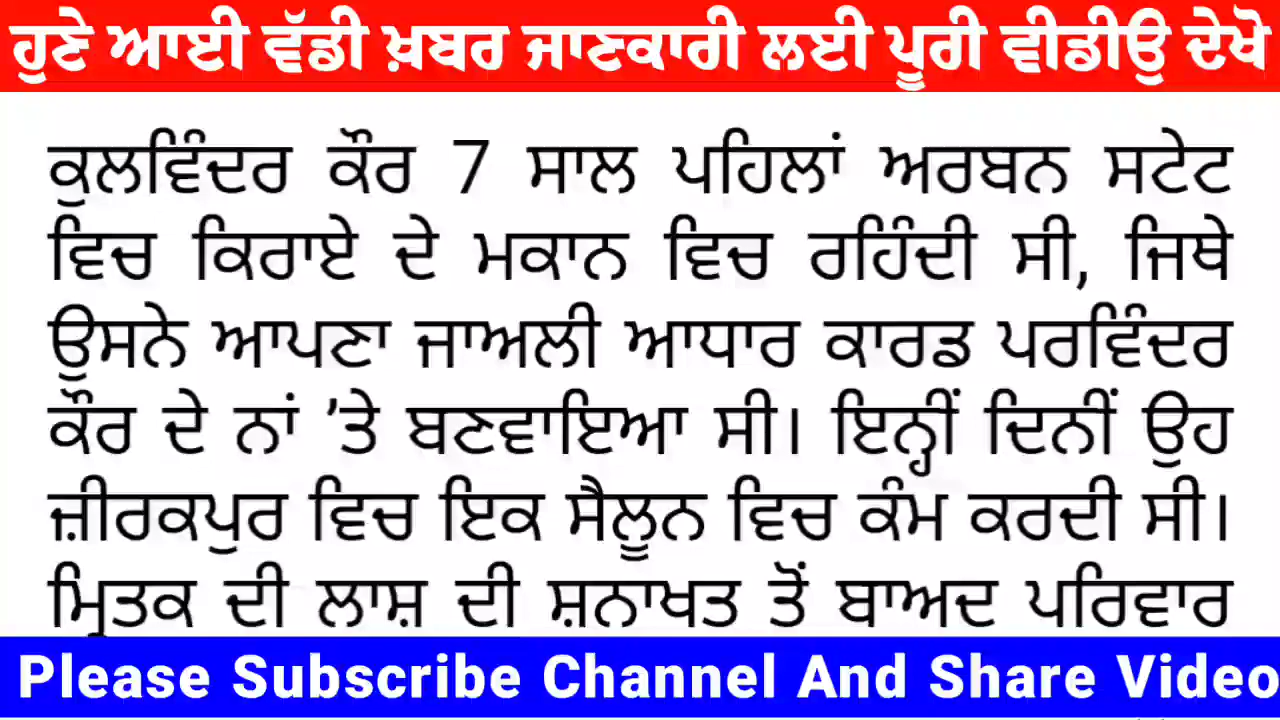 ਹੁਣੇ ਆਈ ਵੱਡੀ ਖ਼ਬਰ ਜਾਣਕਾਰੀ ਲਈ ਪੂਰੀ ਵੀਡੀਉ ਦੇਖੋ
ਕੁਲਵਿੰਦਰ ਕੌਰ 7 ਸਾਲ ਪਹਿਲਾਂ ਅਰਬਨ ਸਟੇਟ
ਵਿਚ ਕਿਰਾਏ ਦੇ ਮਕਾਨ ਵਿਚ ਰਹਿੰਦੀ ਸੀ, ਜਿਥੇ
ਉਸਨੇ ਆਪਣਾ ਜਾਅਲੀ ਆਧਾਰ ਕਾਰਡ ਪਰਵਿੰਦਰ
ਕੌਰ ਦੇ ਨਾਂ ’ਤੇ ਬਣਵਾਇਆ ਸੀ। ਇਨ੍ਹੀਂ ਦਿਨੀਂ ਉਹ
ਜ਼ੀਰਕਪੁਰ ਵਿਚ ਇਕ ਸੈਲੂਨ ਵਿਚ ਕੰਮ ਕਰਦੀ ਸੀ।
ਮ੍ਰਿਤਕ ਦੀ ਲਾਸ਼ ਦੀ ਸ਼ਨਾਖਤ ਤੋਂ ਬਾਅਦ ਪਰਿਵਾਰ
Please Subscribe Channel And Share Video